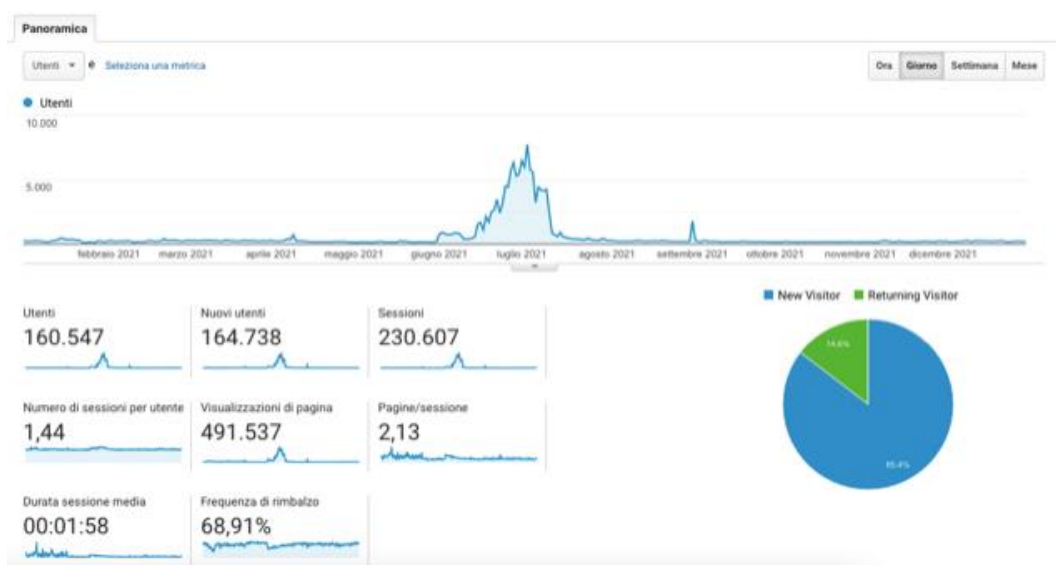 Panoramica
Utenti e Seleziona una metrica
Ora Giorno Settimana Mese
Utenti
10.000
5.000
febbraio 2021 marzo 2021 aprile 2021 maggio 2021 giugno 2021 luglio 2021 agosto 2021 settembre 2021 ottobre 2021 novembre 2021 dicembre 2021
New Visitor Returning Visitor
Utenti Nuovi utenti Sessioni
160.547 164.738 230.607
14.6%
Numero di sessioni per utente Visualizzazioni di pagina Pagine/sessione
1,44 491.537 2,13
85.4%
Durata sessione media Frequenza di rimbalzo
00:01:58 68,91%